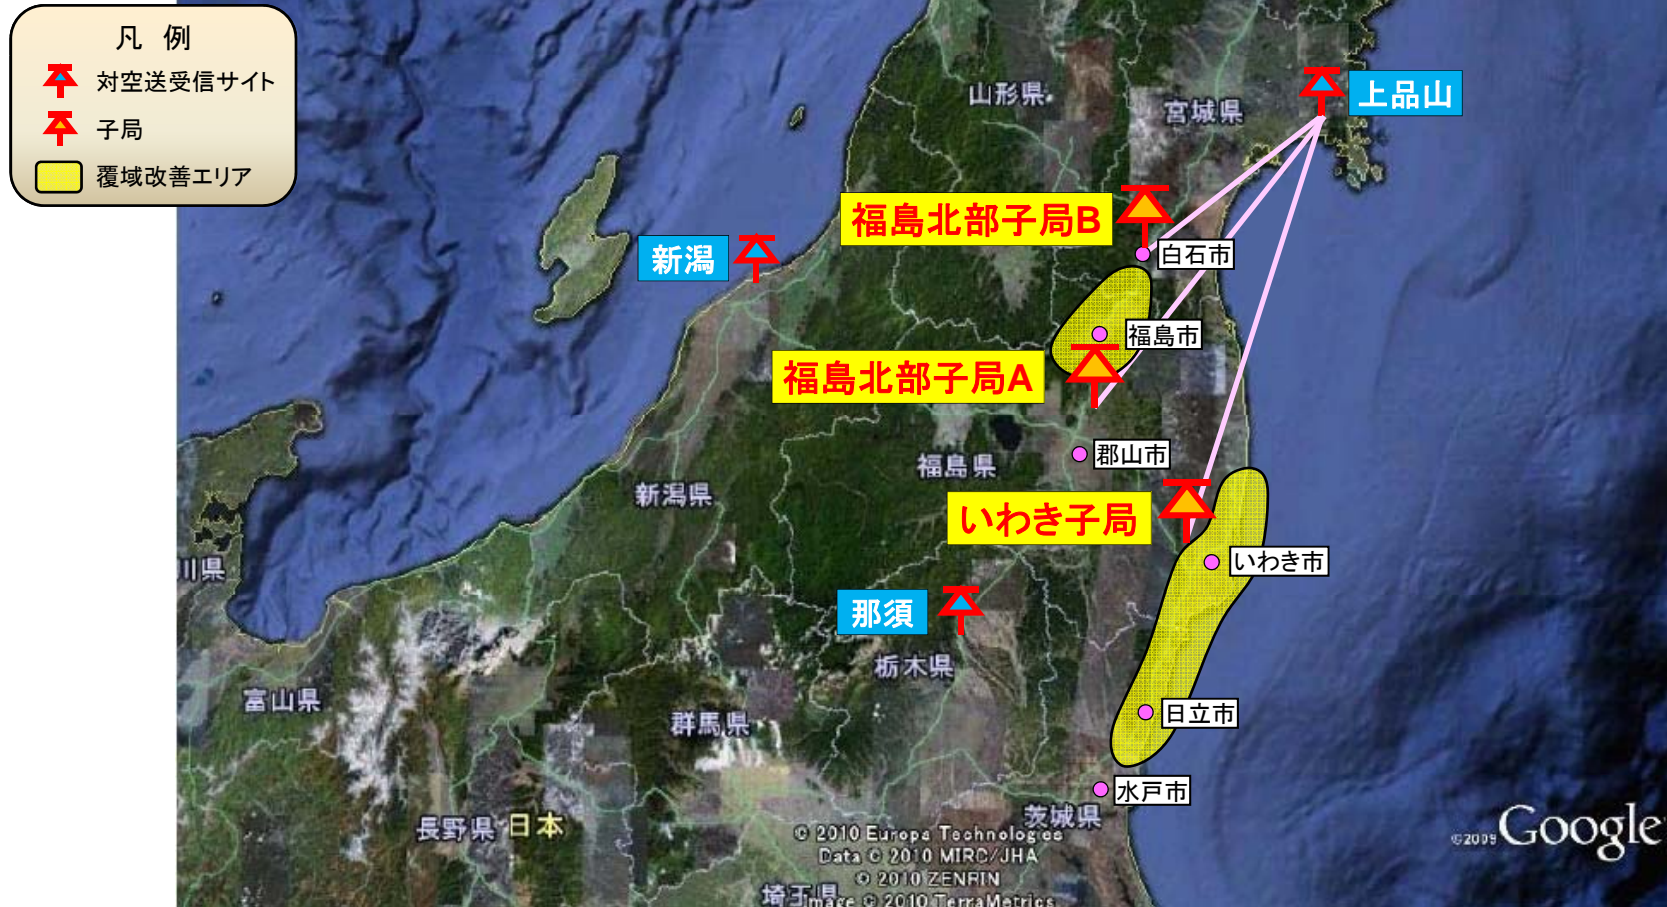 凡 例
対空送受信サイト
子局
覆域改善エリア
山形県
宮城県
上品山
福島北部子局B
白石市
新潟
福島市
福島北部子局A
郡山市
福島県
新潟県
いわき子局
いわき市
川県
那須
栃木県
富山県
群馬県
日立市
水戸市
茨城県
長野県
日本
© 2010 Europa Technologies
Data © 2010 MIRC/JHA
© 2010 ZENRIN
埼玉県
Image © 2010 TerraMetrics
©2009 Google